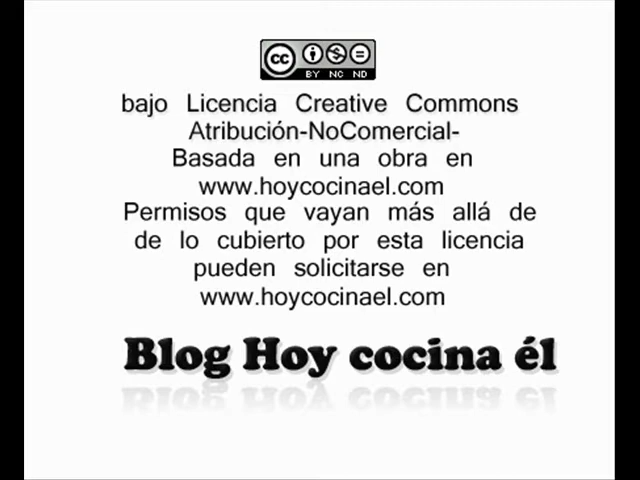 cc
BY NC ND
bajo Licencia Creative Commons
Atribución-NoComercial-
Basada en una obra en
www.hoycocinael.com
Permisos que vayan más allá de
de lo cubierto por esta licencia
pueden solicitarse en
www.hoycocinael.com
Blog Hoy cocina él